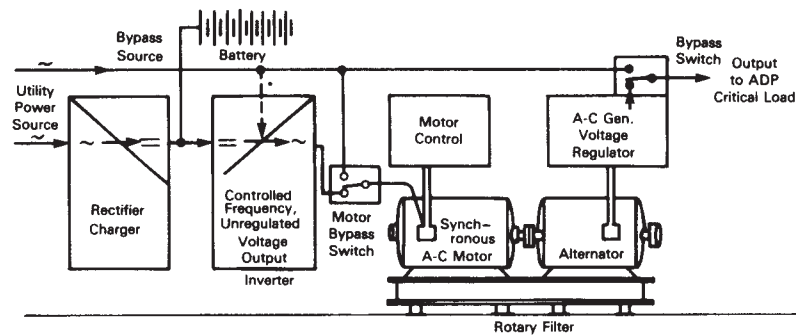 Bypass
Source
Battery
Bypass
Switch
Output
to ADP
Critical Load
Utility
Power
Source
~
~
~ =
= ~
Motor
Control
A-C Gen.
Voltage
Regulator
Rectifier
Charger
Controlled
Frequency,
Unregulated
Voltage
Output
Inverter
Motor
Bypass
Switch
Synch-
ronous
A-C Motor
Alternator
Rotary Filter